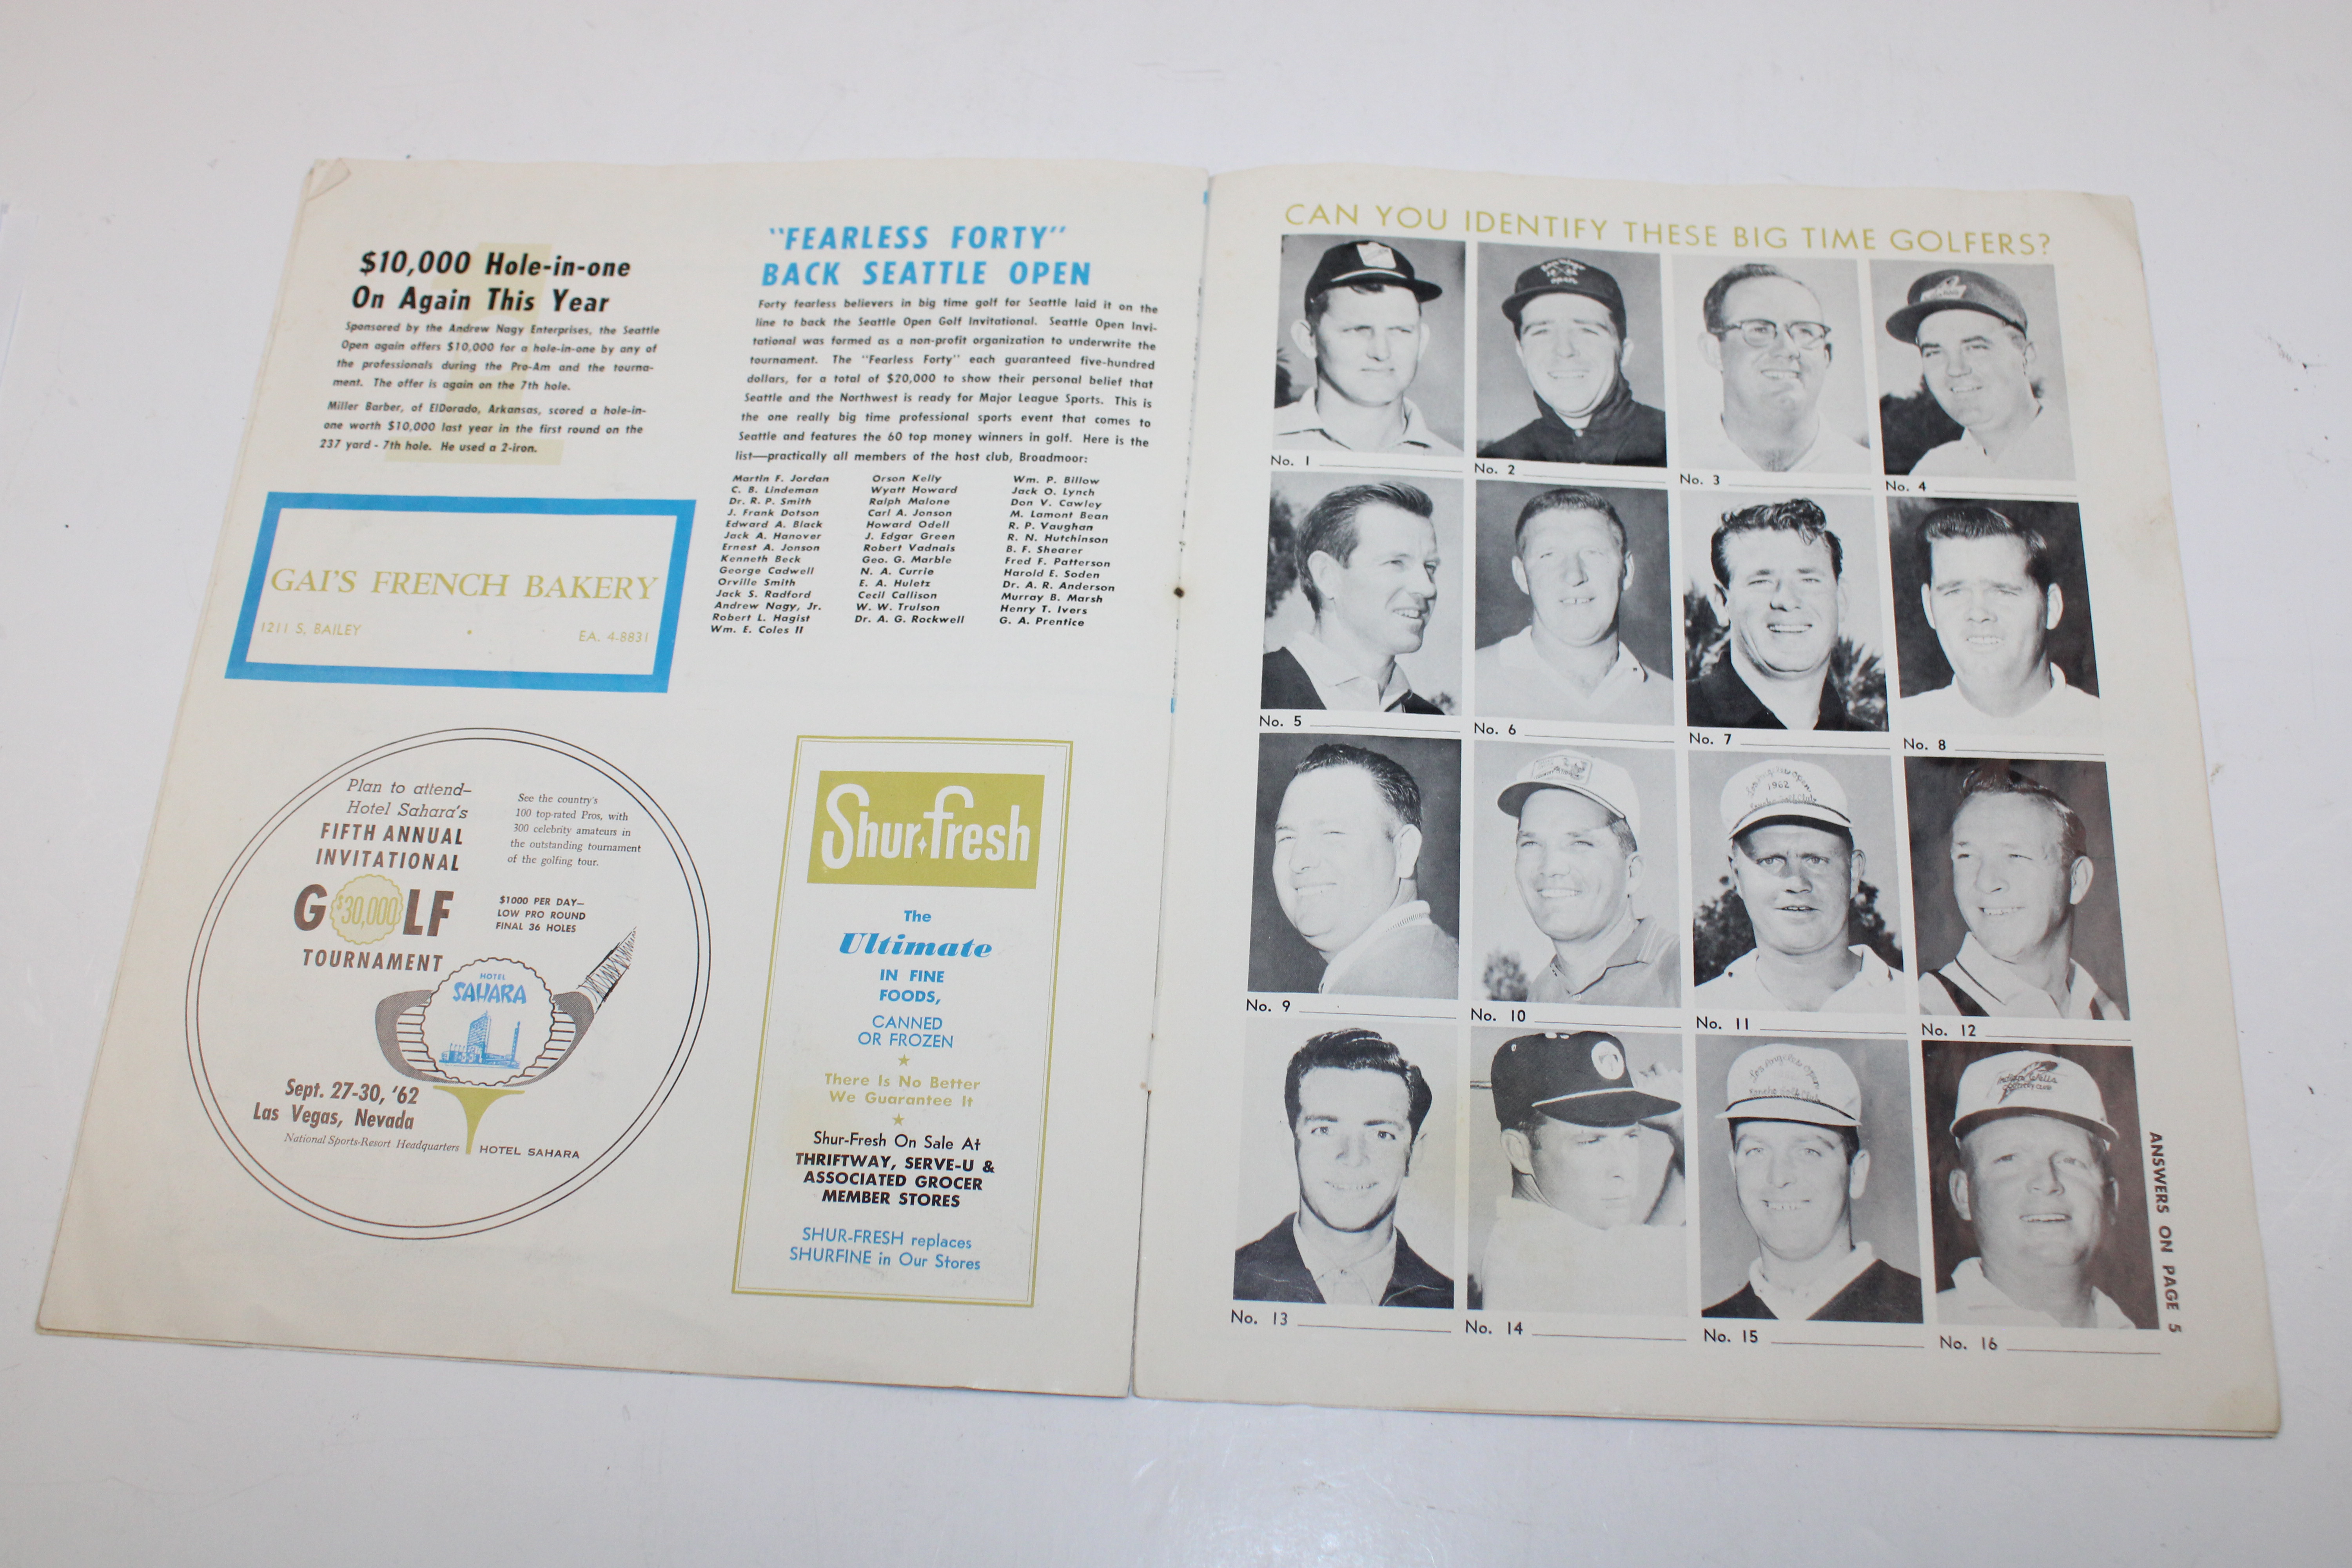 $10,000 Hole-in-one
On Again This Year
Sponsored by the Andrew Nagy Enterprises, the Seattle
Open again offers $10,000 for a hole-in-one by any of
the professionals during the Pro-Am and the tourna-
ment. The offer is again on the 7th hole.
Miller Barber, of ElDorado, Arkansas, scored a hole-in-
one worth $10,000 last year in the first round on the
237 yard - 7th hole. He used a 2-iron.
GAI'S FRENCH BAKERY
1211 S. BAILEY • EA. 4-8831
"FEARLESS FORTY"
BACK SEATTLE OPEN
Forty fearless believers in big time golf for Seattle laid it on the
line to back the Seattle Open Golf Invitational. Seattle Open Invi-
tational was formed as a non-profit organization to underwrite the
tournament. The "Fearless Forty" each guaranteed five-hundred
dollars, for a total of $20,000 to show their personal belief that
Seattle and the Northwest is ready for Major League Sports. This is
the one really big time professional sports event that comes to
Seattle and features the 60 top money winners in golf. Here is the
list—practically all members of the host club, Broadmoor:
Martin F. Jordan
C. B. Lindeman
Dr. R. P. Smith
J. Frank Dotson
Edward A. Black
Jack A. Hanover
Ernest A. Jonson
Kenneth Beck
George Cadwell
Orville Smith
Jack S. Radford
Andrew Nagy, Jr.
Robert L. Hagist
Wm. E. Coles II
Orson Kelly
Wyatt Howard
Ralph Malone
Carl A. Jonson
Howard Odell
J. Edgar Green
Robert Vadnais
Geo. G. Marble
N. A. Currie
E. A. Huletz
Cecil Callison
W. W. Trulson
Dr. A. G. Rockwell
Wm. P. Billow
Jack O. Lynch
Don V. Cawley
M. Lamont Bean
R. P. Vaughan
R. N. Hutchinson
B. F. Shearer
Fred F. Patterson
Harold E. Soden
Dr. A. R. Anderson
Murray B. Marsh
Henry T. Ivers
G. A. Prentice
Plan to attend–
Hotel Sahara's
FIFTH ANNUAL
INVITATIONAL
G$30,000LF
TOURNAMENT
See the country's
100 top-rated Pros, with
300 celebrity amateurs in
the outstanding tournament
of the golfing tour.
$1000 PER DAY—
LOW PRO ROUND
FINAL 36 HOLES
HOTEL
SAHARA
Sept. 27-30, '62
Las Vegas, Nevada
National Sports-Resort Headquarters
HOTEL SAHARA
Shur-fresh
The
Ultimate
IN FINE
FOODS,
CANNED
OR FROZEN
There Is No Better
We Guarantee It
Shur-Fresh On Sale At
THRIFTWAY, SERVE-U &
ASSOCIATED GROCER
MEMBER STORES
SHUR-FRESH replaces
SHURFINE in Our Stores
CAN YOU IDENTIFY THESE BIG TIME GOLFERS?
No. 1
No. 2
No. 3
No. 4
No. 5
No. 6
No. 7
No. 8
1962
No. 9
No. 10
No. 11
No. 12
Los Angeles Open
No. 13
No. 14
No. 15
No. 16
ANSWERS ON PAGE 5